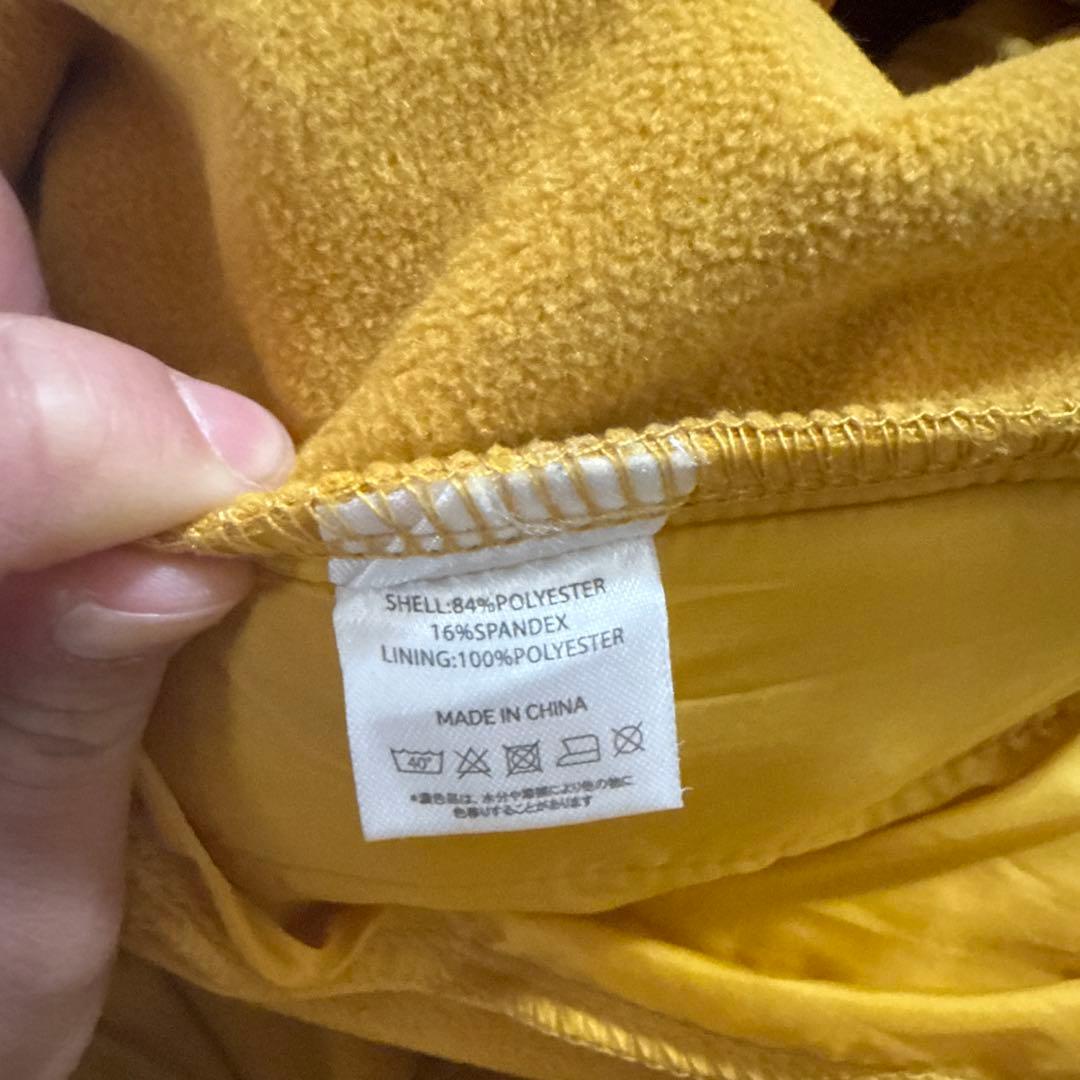 SHELL:84%POLYESTER
16%SPANDEX
LINING:100%POLYESTER
MADE IN CHINA
40°
*濃色品は、水分や摩擦により色の物に
色移りすることがあります